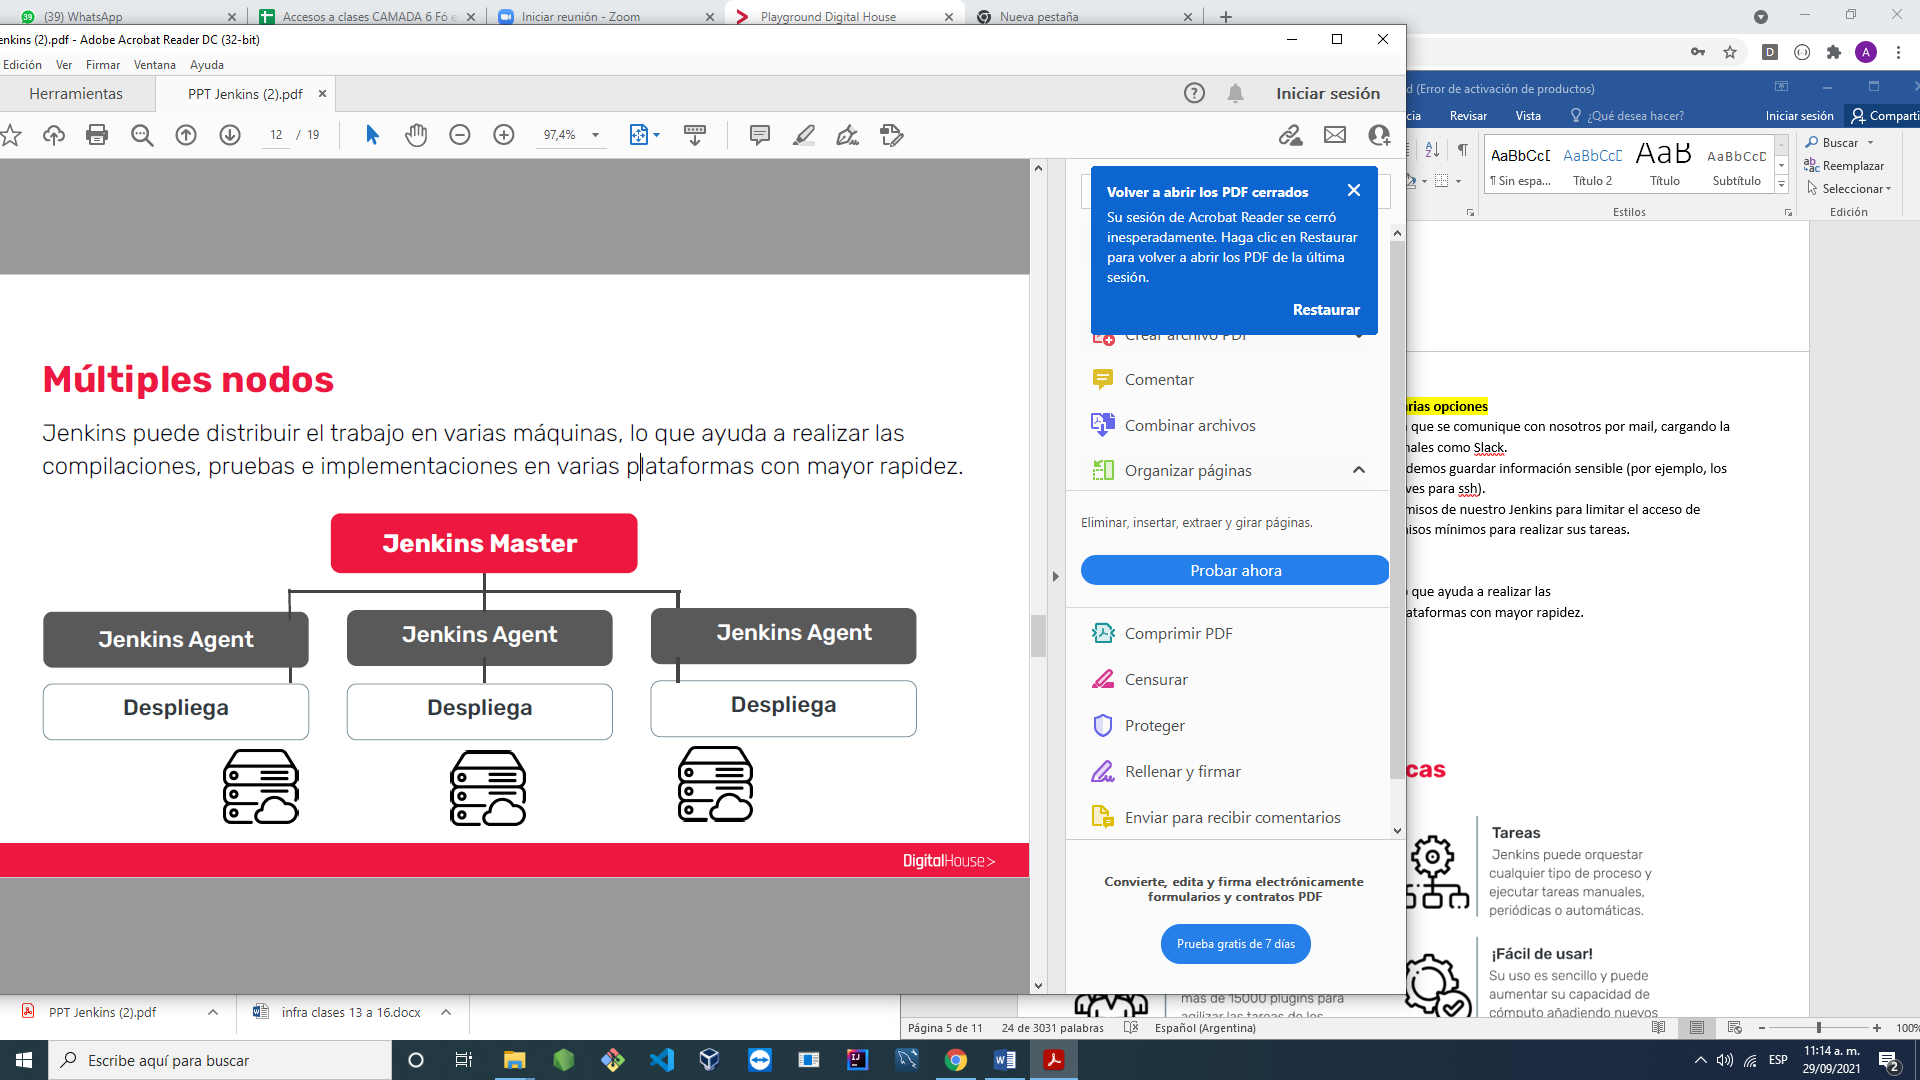 (39) WhatsApp
Accesos a clases CAMADA 6 Fó e
Iniciar reunión - Zoom
Playground Digital House
Nueva pestaña
enkins (2).pdf - Adobe Acrobat Reader DC (32-bit)
Edición Ver Firmar Ventana Ayuda
Herramientas
PPT Jenkins (2).pdf
Iniciar sesión
12 / 19
97,4%
D
A
d (Error de activación de productos)
cia Revisar Vista ¿Qué desea hacer? Iniciar sesión Comparti
AaBbCcD AaBbCcD AaB AaBbCcD
¶ Sin espa... Título 2 Título Subtítulo
Estilos
Buscar
Reemplazar
Seleccionar
Edición
Volver a abrir los PDF cerrados
Su sesión de Acrobat Reader se cerró
inesperadamente. Haga clic en Restaurar
para volver a abrir los PDF de la última
sesión.
Restaurar
Crear archivo PDF
Comentar
Combinar archivos
Organizar páginas
Eliminar, insertar, extraer y girar páginas.
Probar ahora
Comprimir PDF
Censurar
Proteger
Rellenar y firmar
Enviar para recibir comentarios
Convierte, edita y firma electrónicamente
formularios y contratos PDF
Prueba gratis de 7 días
Múltiples nodos
Jenkins puede distribuir el trabajo en varias máquinas, lo que ayuda a realizar las
compilaciones, pruebas e implementaciones en varias plataformas con mayor rapidez.
Jenkins Master
Jenkins Agent
Jenkins Agent
Jenkins Agent
Despliega
Despliega
Despliega
DigitalHouse>
rias opciones
que se comunique con nosotros por mail, cargando la
nales como Slack.
demos guardar información sensible (por ejemplo, los
ves para ssh).
misos de nuestro Jenkins para limitar el acceso de
isos mínimos para realizar sus tareas.
que ayuda a realizar las
ataformas con mayor rapidez.
cas
Tareas
Jenkins puede orquestar
cualquier tipo de proceso y
ejecutar tareas manuales,
periódicas o automáticas.
¡Fácil de usar!
Su uso es sencillo y puede
aumentar su capacidad de
cómputo añadiendo nuevos
más de 15000 plugins para
agilizar las tareas de los
PPT Jenkins (2).pdf
infra clases 13 a 16.docx
Página 5 de 11 24 de 3031 palabras Español (Argentina)
100%
Escribe aquí para buscar
ESP
11:14 a. m.
29/09/2021
2